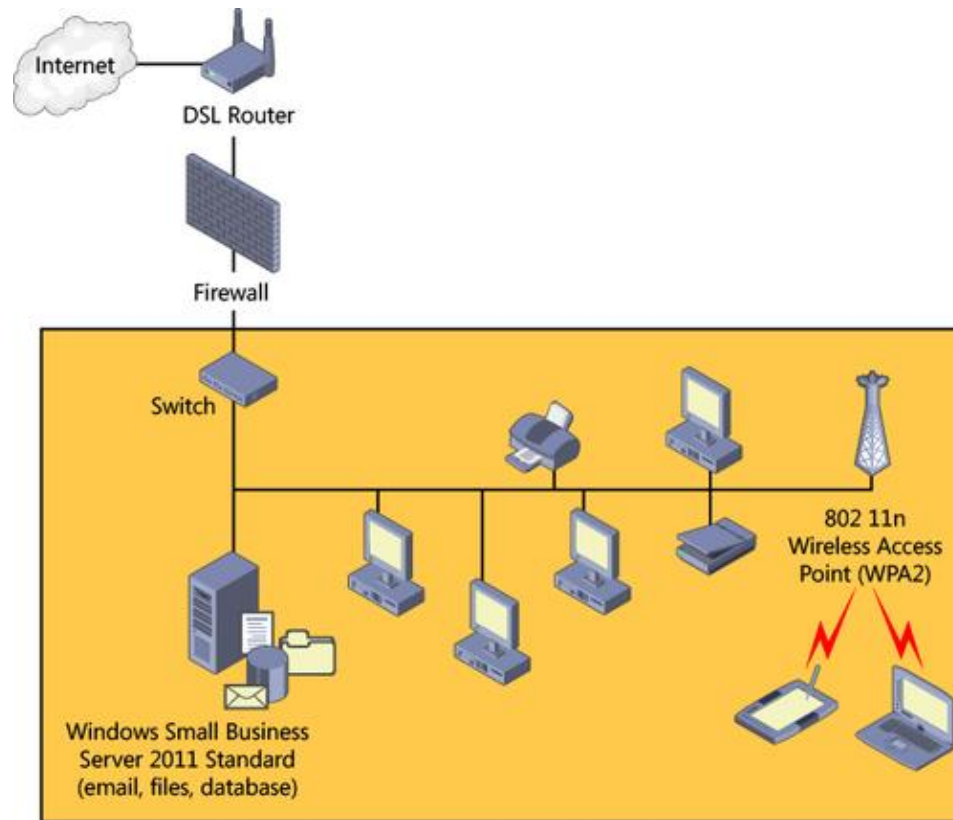 Internet
DSL Router
Firewall
Switch
802 11n
Wireless Access
Point (WPA2)
Windows Small Business
Server 2011 Standard
(email, files, database)